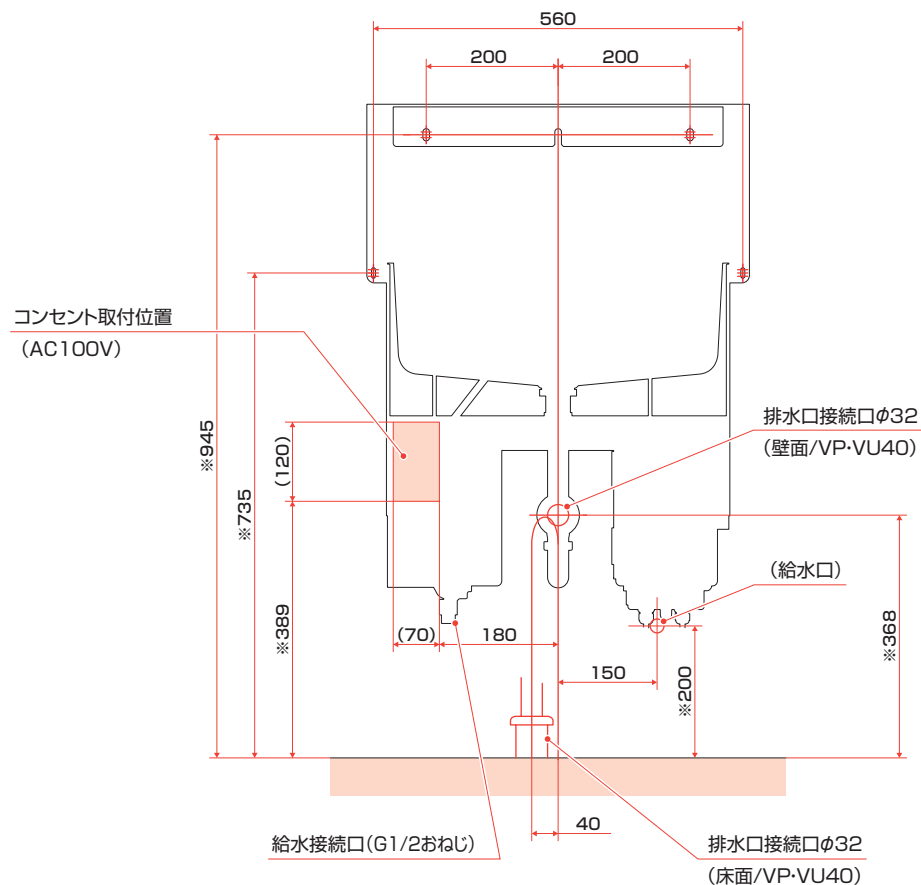 560
200
200
コンセント取付位置
(AC100V)
※945
※735
(120)
※389
(70)
180
排水口接続口φ32
(壁面/VP・VU40)
(給水口)
※368
150
※200
40
給水接続口(G1/2おねじ)
排水口接続口φ32
(床面/VP・VU40)